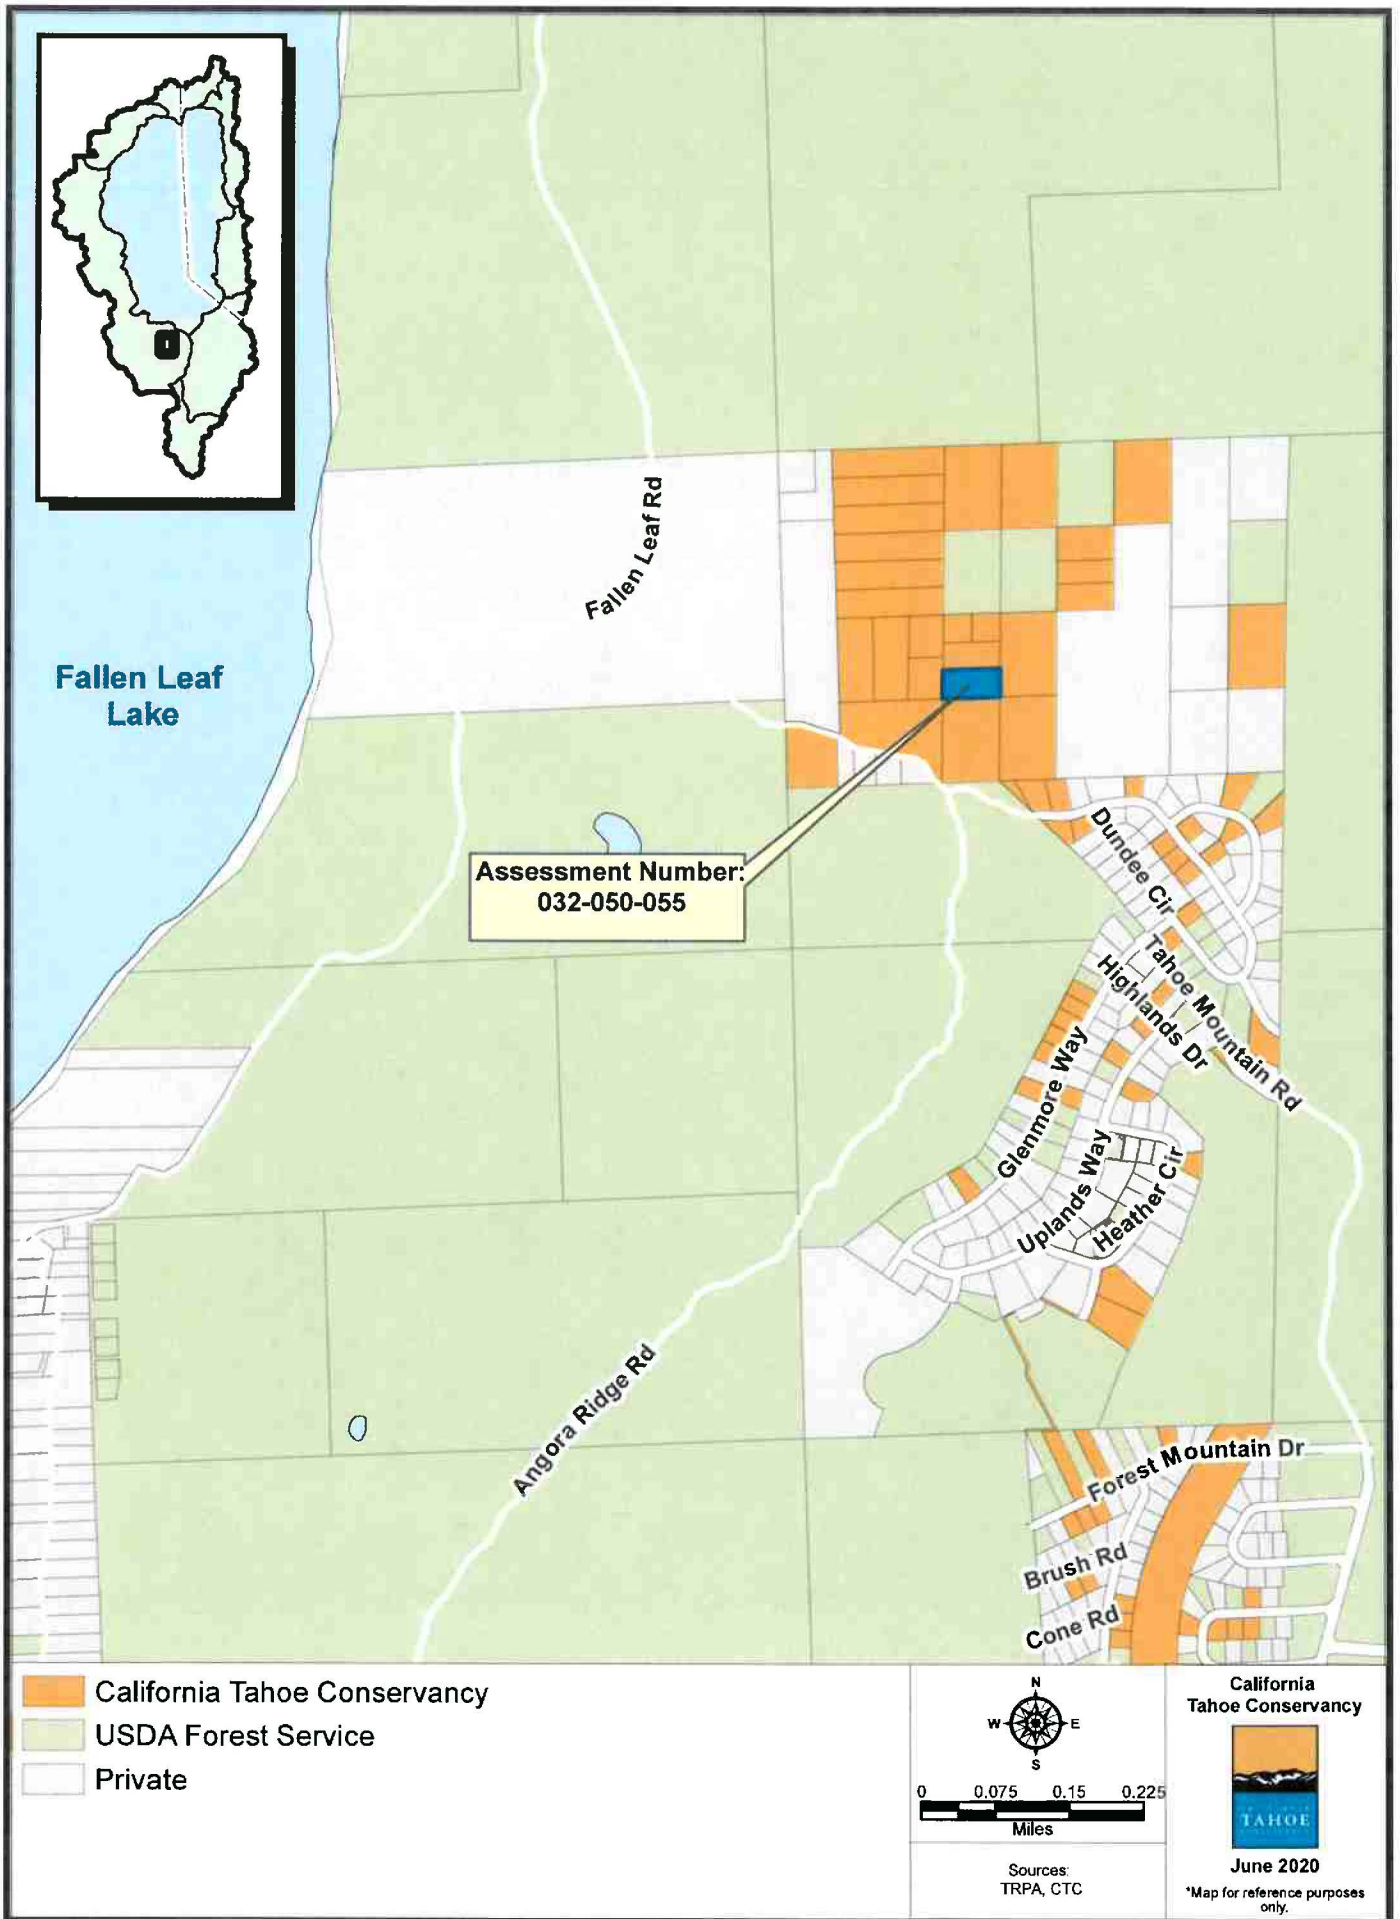 Fallen Leaf Rd
Fallen Leaf
Lake
Assessment Number:
032-050-055
Dundee Cir
Tahoe Mountain Rd
Highlands Dr
Glenmore Way
Uplands Way
Heather Cir
Angora Ridge Rd
Forest Mountain Dr
Brush Rd
Cone Rd
California Tahoe Conservancy
USDA Forest Service
Private
N
W E
S
0 0.075 0.15 0.225
Miles
Sources:
TRPA, CTC
California
Tahoe Conservancy
TAHOE
June 2020
*Map for reference purposes
only.